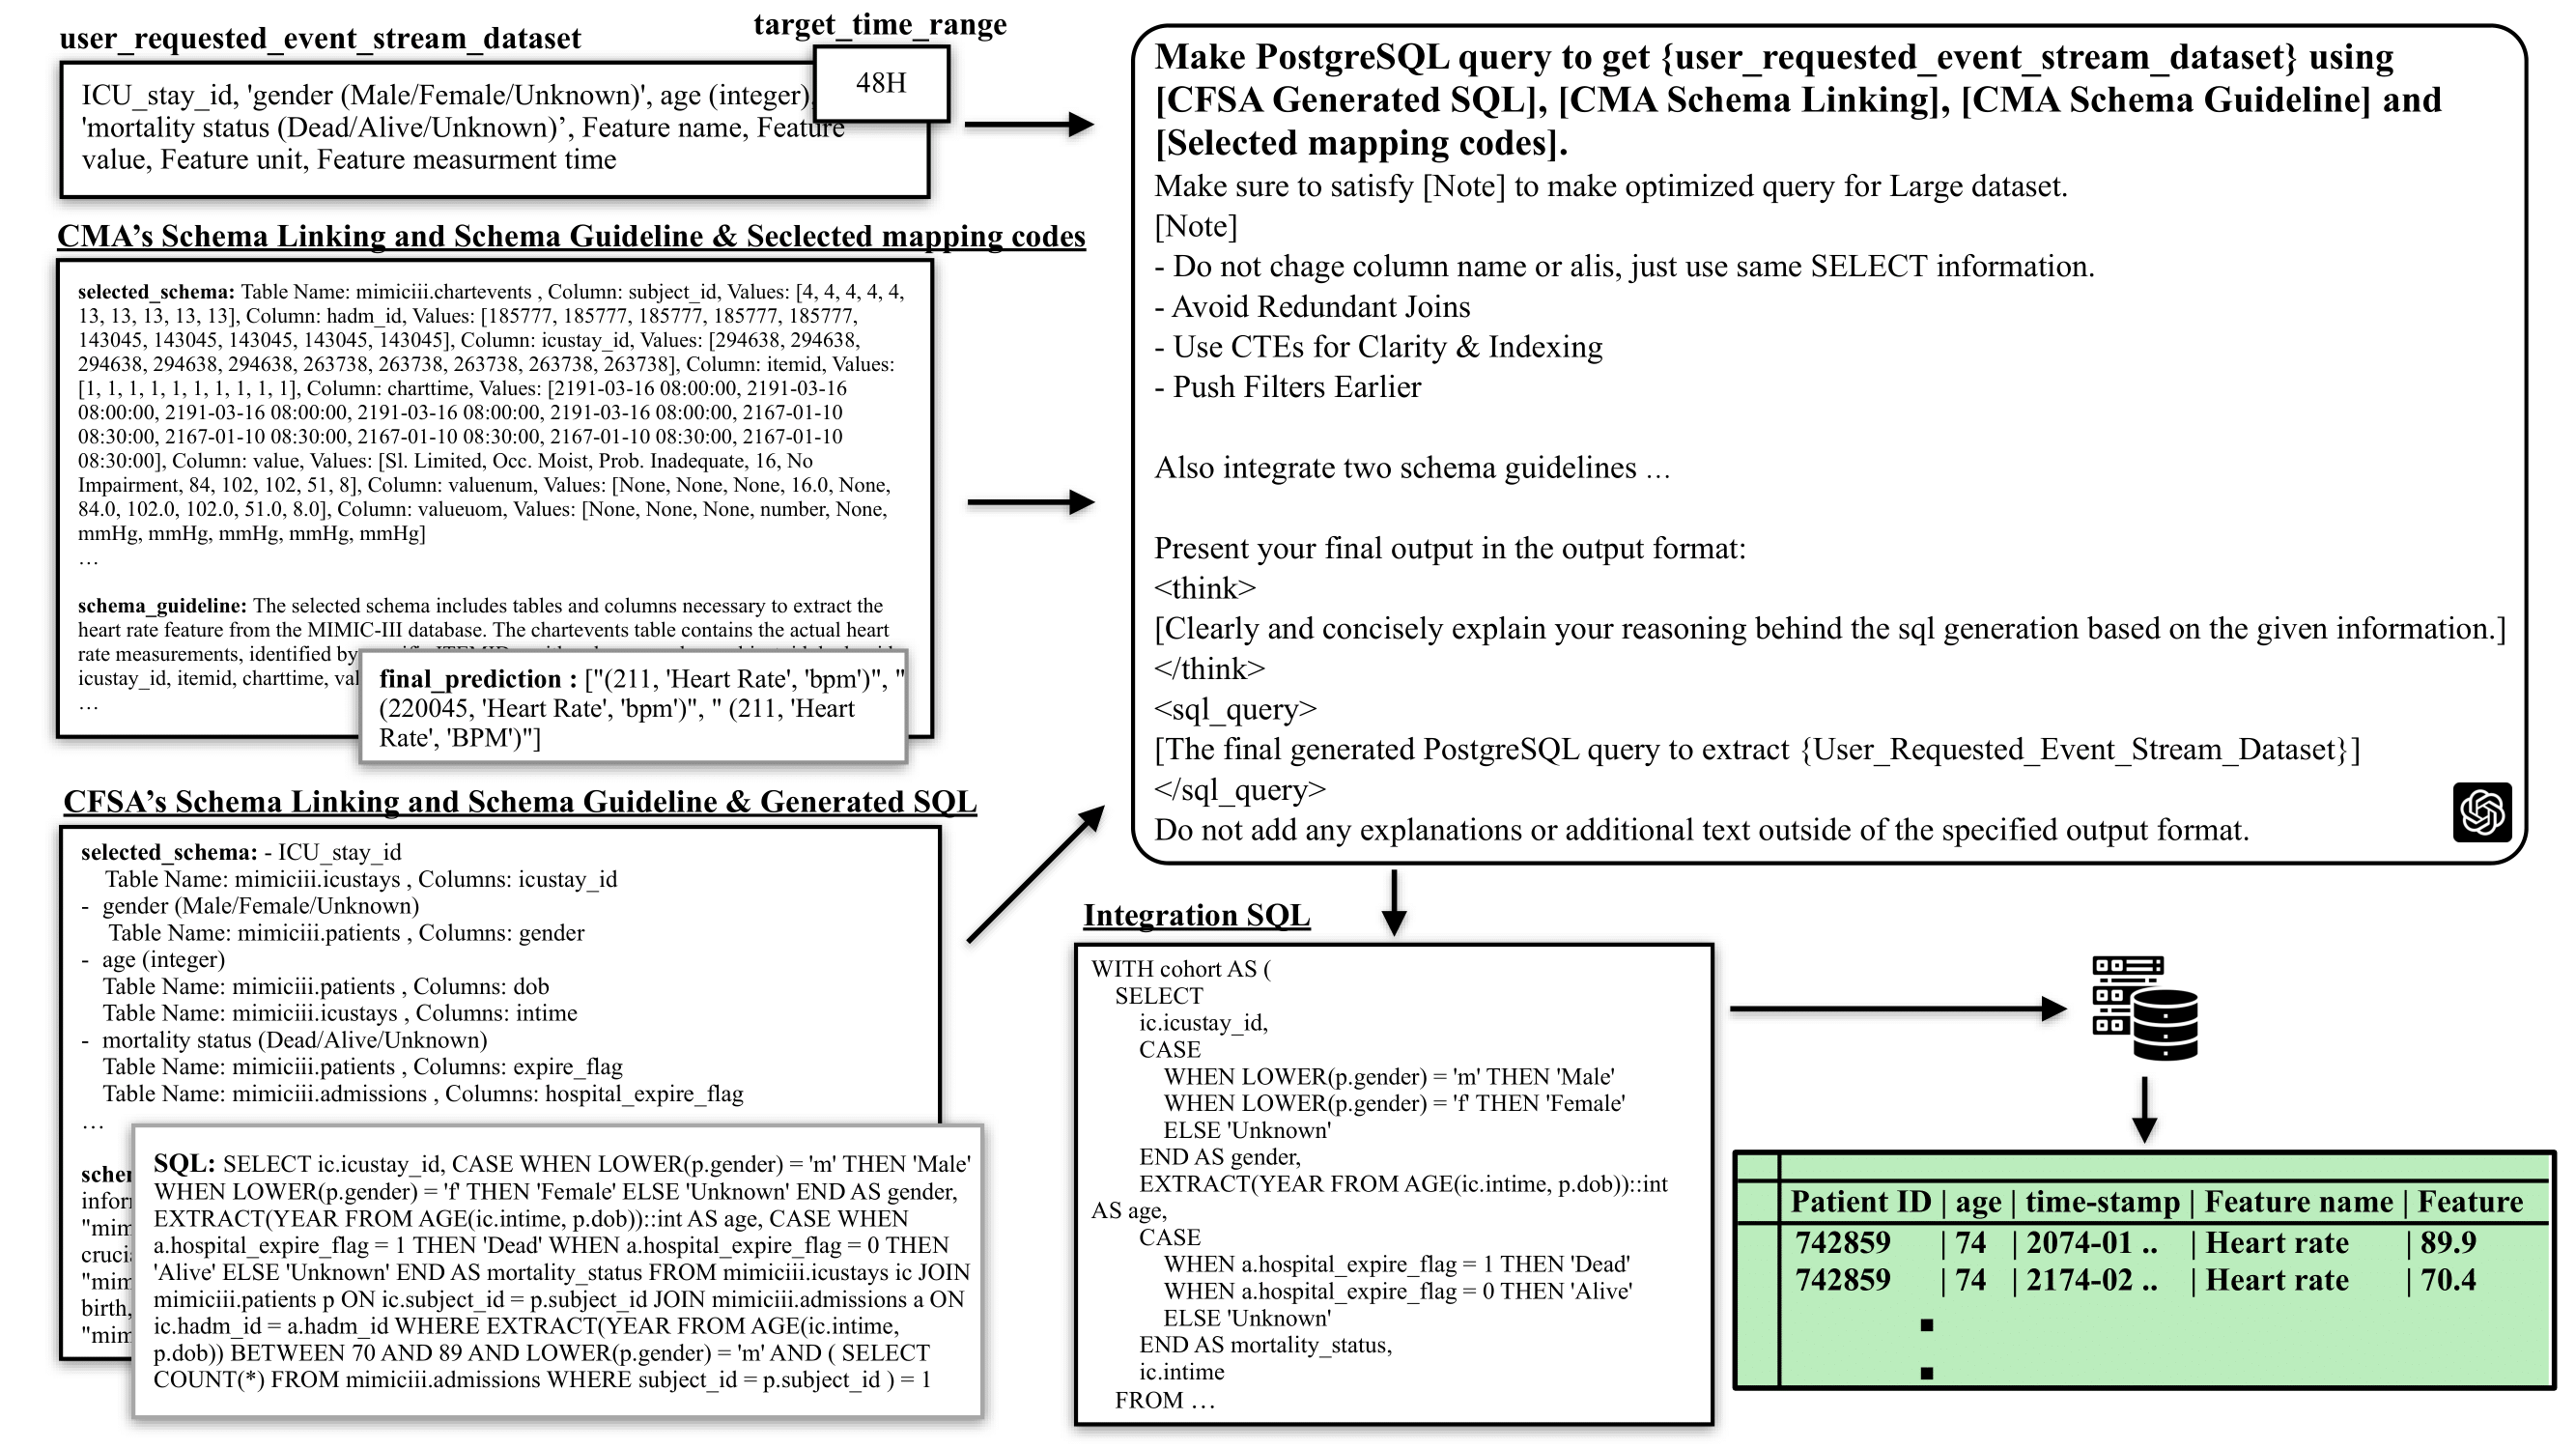 user_requested_event_stream_dataset
target_time_range
48H
ICU_stay_id, 'gender (Male/Female/Unknown)', age (integer),
'mortality status (Dead/Alive/Unknown)’, Feature name, Feature
value, Feature unit, Feature measurment time
CMA’s Schema Linking and Schema Guideline & Seclected mapping codes
selected_schema: Table Name: mimiciii.chartevents , Column: subject_id, Values: [4, 4, 4, 4, 4,
13, 13, 13, 13, 13], Column: hadm_id, Values: [185777, 185777, 185777, 185777, 185777,
143045, 143045, 143045, 143045, 143045], Column: icustay_id, Values: [294638, 294638,
294638, 294638, 294638, 263738, 263738, 263738, 263738, 263738], Column: itemid, Values:
[1, 1, 1, 1, 1, 1, 1, 1, 1, 1], Column: charttime, Values: [2191-03-16 08:00:00, 2191-03-16
08:00:00, 2191-03-16 08:00:00, 2191-03-16 08:00:00, 2191-03-16 08:00:00, 2167-01-10
08:30:00, 2167-01-10 08:30:00, 2167-01-10 08:30:00, 2167-01-10 08:30:00, 2167-01-10
08:30:00], Column: value, Values: [Sl. Limited, Occ. Moist, Prob. Inadequate, 16, No
Impairment, 84, 102, 102, 51, 8], Column: valuenum, Values: [None, None, None, 16.0, None,
84.0, 102.0, 102.0, 51.0, 8.0], Column: valueuom, Values: [None, None, None, number, None,
mmHg, mmHg, mmHg, mmHg, mmHg]
…
schema_guideline: The selected schema includes tables and columns necessary to extract the
heart rate feature from the MIMIC-III database. The chartevents table contains the actual heart
rate measurements, identified by
icustay_id, itemid, charttime, val
…
final_prediction : ["(211, 'Heart Rate', 'bpm')", "
(220045, 'Heart Rate', 'bpm')", " (211, 'Heart
Rate', 'BPM')"]
CFSA’s Schema Linking and Schema Guideline & Generated SQL
selected_schema: - ICU_stay_id
Table Name: mimiciii.icustays , Columns: icustay_id
- gender (Male/Female/Unknown)
Table Name: mimiciii.patients , Columns: gender
- age (integer)
Table Name: mimiciii.patients , Columns: dob
Table Name: mimiciii.icustays , Columns: intime
- mortality status (Dead/Alive/Unknown)
Table Name: mimiciii.patients , Columns: expire_flag
Table Name: mimiciii.admissions , Columns: hospital_expire_flag
…
schem
infor
"mim
cruci
"mim
birth,
"mim
SQL: SELECT ic.icustay_id, CASE WHEN LOWER(p.gender) = 'm' THEN 'Male'
WHEN LOWER(p.gender) = 'f' THEN 'Female' ELSE 'Unknown' END AS gender,
EXTRACT(YEAR FROM AGE(ic.intime, p.dob))::int AS age, CASE WHEN
a.hospital_expire_flag = 1 THEN 'Dead' WHEN a.hospital_expire_flag = 0 THEN
'Alive' ELSE 'Unknown' END AS mortality_status FROM mimiciii.icustays ic JOIN
mimiciii.patients p ON ic.subject_id = p.subject_id JOIN mimiciii.admissions a ON
ic.hadm_id = a.hadm_id WHERE EXTRACT(YEAR FROM AGE(ic.intime,
p.dob)) BETWEEN 70 AND 89 AND LOWER(p.gender) = 'm' AND ( SELECT
COUNT(*) FROM mimiciii.admissions WHERE subject_id = p.subject_id ) = 1
Make PostgreSQL query to get {user_requested_event_stream_dataset} using
[CFSA Generated SQL], [CMA Schema Linking], [CMA Schema Guideline] and
[Selected mapping codes].
Make sure to satisfy [Note] to make optimized query for Large dataset.
[Note]
- Do not chage column name or alis, just use same SELECT information.
- Avoid Redundant Joins
- Use CTEs for Clarity & Indexing
- Push Filters Earlier
Also integrate two schema guidelines …
Present your final output in the output format:
<think>
[Clearly and concisely explain your reasoning behind the sql generation based on the given information.]
</think>
<sql_query>
[The final generated PostgreSQL query to extract {User_Requested_Event_Stream_Dataset}]
</sql_query>
Do not add any explanations or additional text outside of the specified output format.
Integration SQL
WITH cohort AS (
SELECT
ic.icustay_id,
CASE
WHEN LOWER(p.gender) = 'm' THEN 'Male'
WHEN LOWER(p.gender) = 'f' THEN 'Female'
ELSE 'Unknown'
END AS gender,
EXTRACT(YEAR FROM AGE(ic.intime, p.dob))::int
AS age,
CASE
WHEN a.hospital_expire_flag = 1 THEN 'Dead'
WHEN a.hospital_expire_flag = 0 THEN 'Alive'
ELSE 'Unknown'
END AS mortality_status,
ic.intime
FROM …
Patient ID | age | time-stamp | Feature name | Feature
742859 | 74 | 2074-01 .. | Heart rate | 89.9
742859 | 74 | 2174-02 .. | Heart rate | 70.4